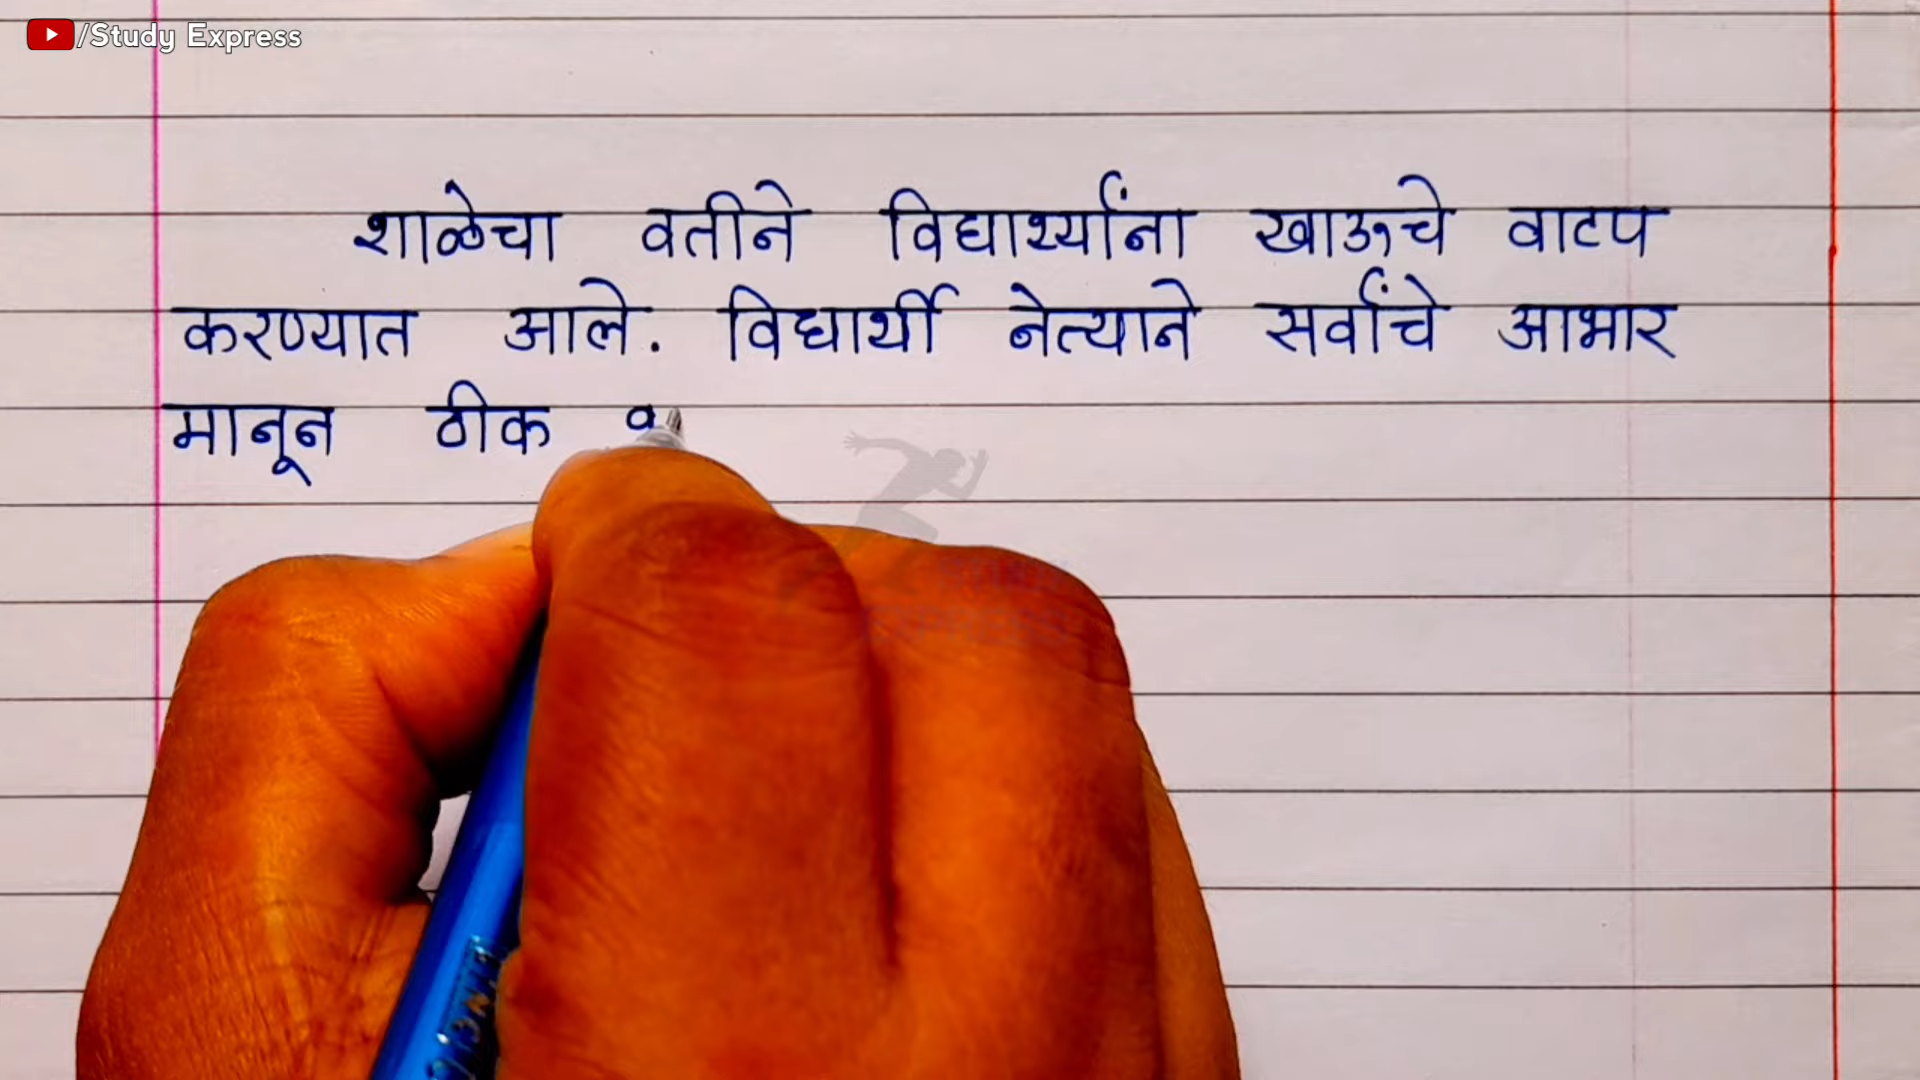 /Study Express
शाळेचा वतीने विद्यार्थ्यांना खाऊचे वाटप
करण्यात आले. विद्यार्थी नेत्याने सर्वांचे आभार
मानून ठीक